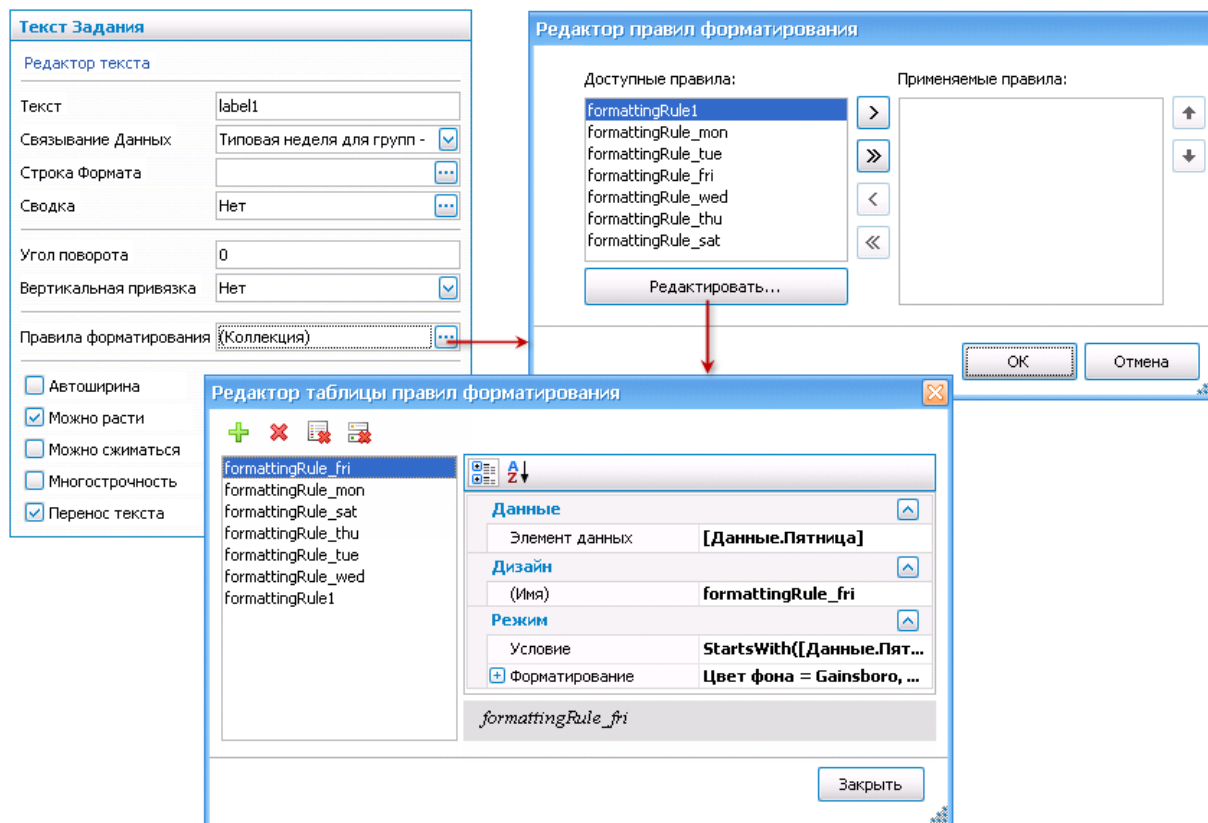 Текст Задания
Редактор текста
Текст label1
Связывание Данных Типовая неделя для групп -
Строка Формата
Сводка Нет
Угол поворота 0
Вертикальная привязка Нет
Правила форматирования (Коллекция)
Автоширина
Можно расти
Можно сжиматься
Многострочность
Перенос текста
Редактор правил форматирования
Доступные правила: Применяемые правила:
formattingRule1
formattingRule_mon
formattingRule_tue
formattingRule_fri
formattingRule_wed
formattingRule_thu
formattingRule_sat
Редактировать...
OK Отмена
Редактор таблицы правил форматирования
formattingRule_fri
formattingRule_mon
formattingRule_sat
formattingRule_thu
formattingRule_tue
formattingRule_wed
formattingRule1
Данные
Элемент данных [Данные.Пятница]
Дизайн
(Имя) formattingRule_fri
Режим
Условие StartsWith([Данные.Пят...
Форматирование Цвет фона = Gainsboro, ...
formattingRule_fri
Закрыть